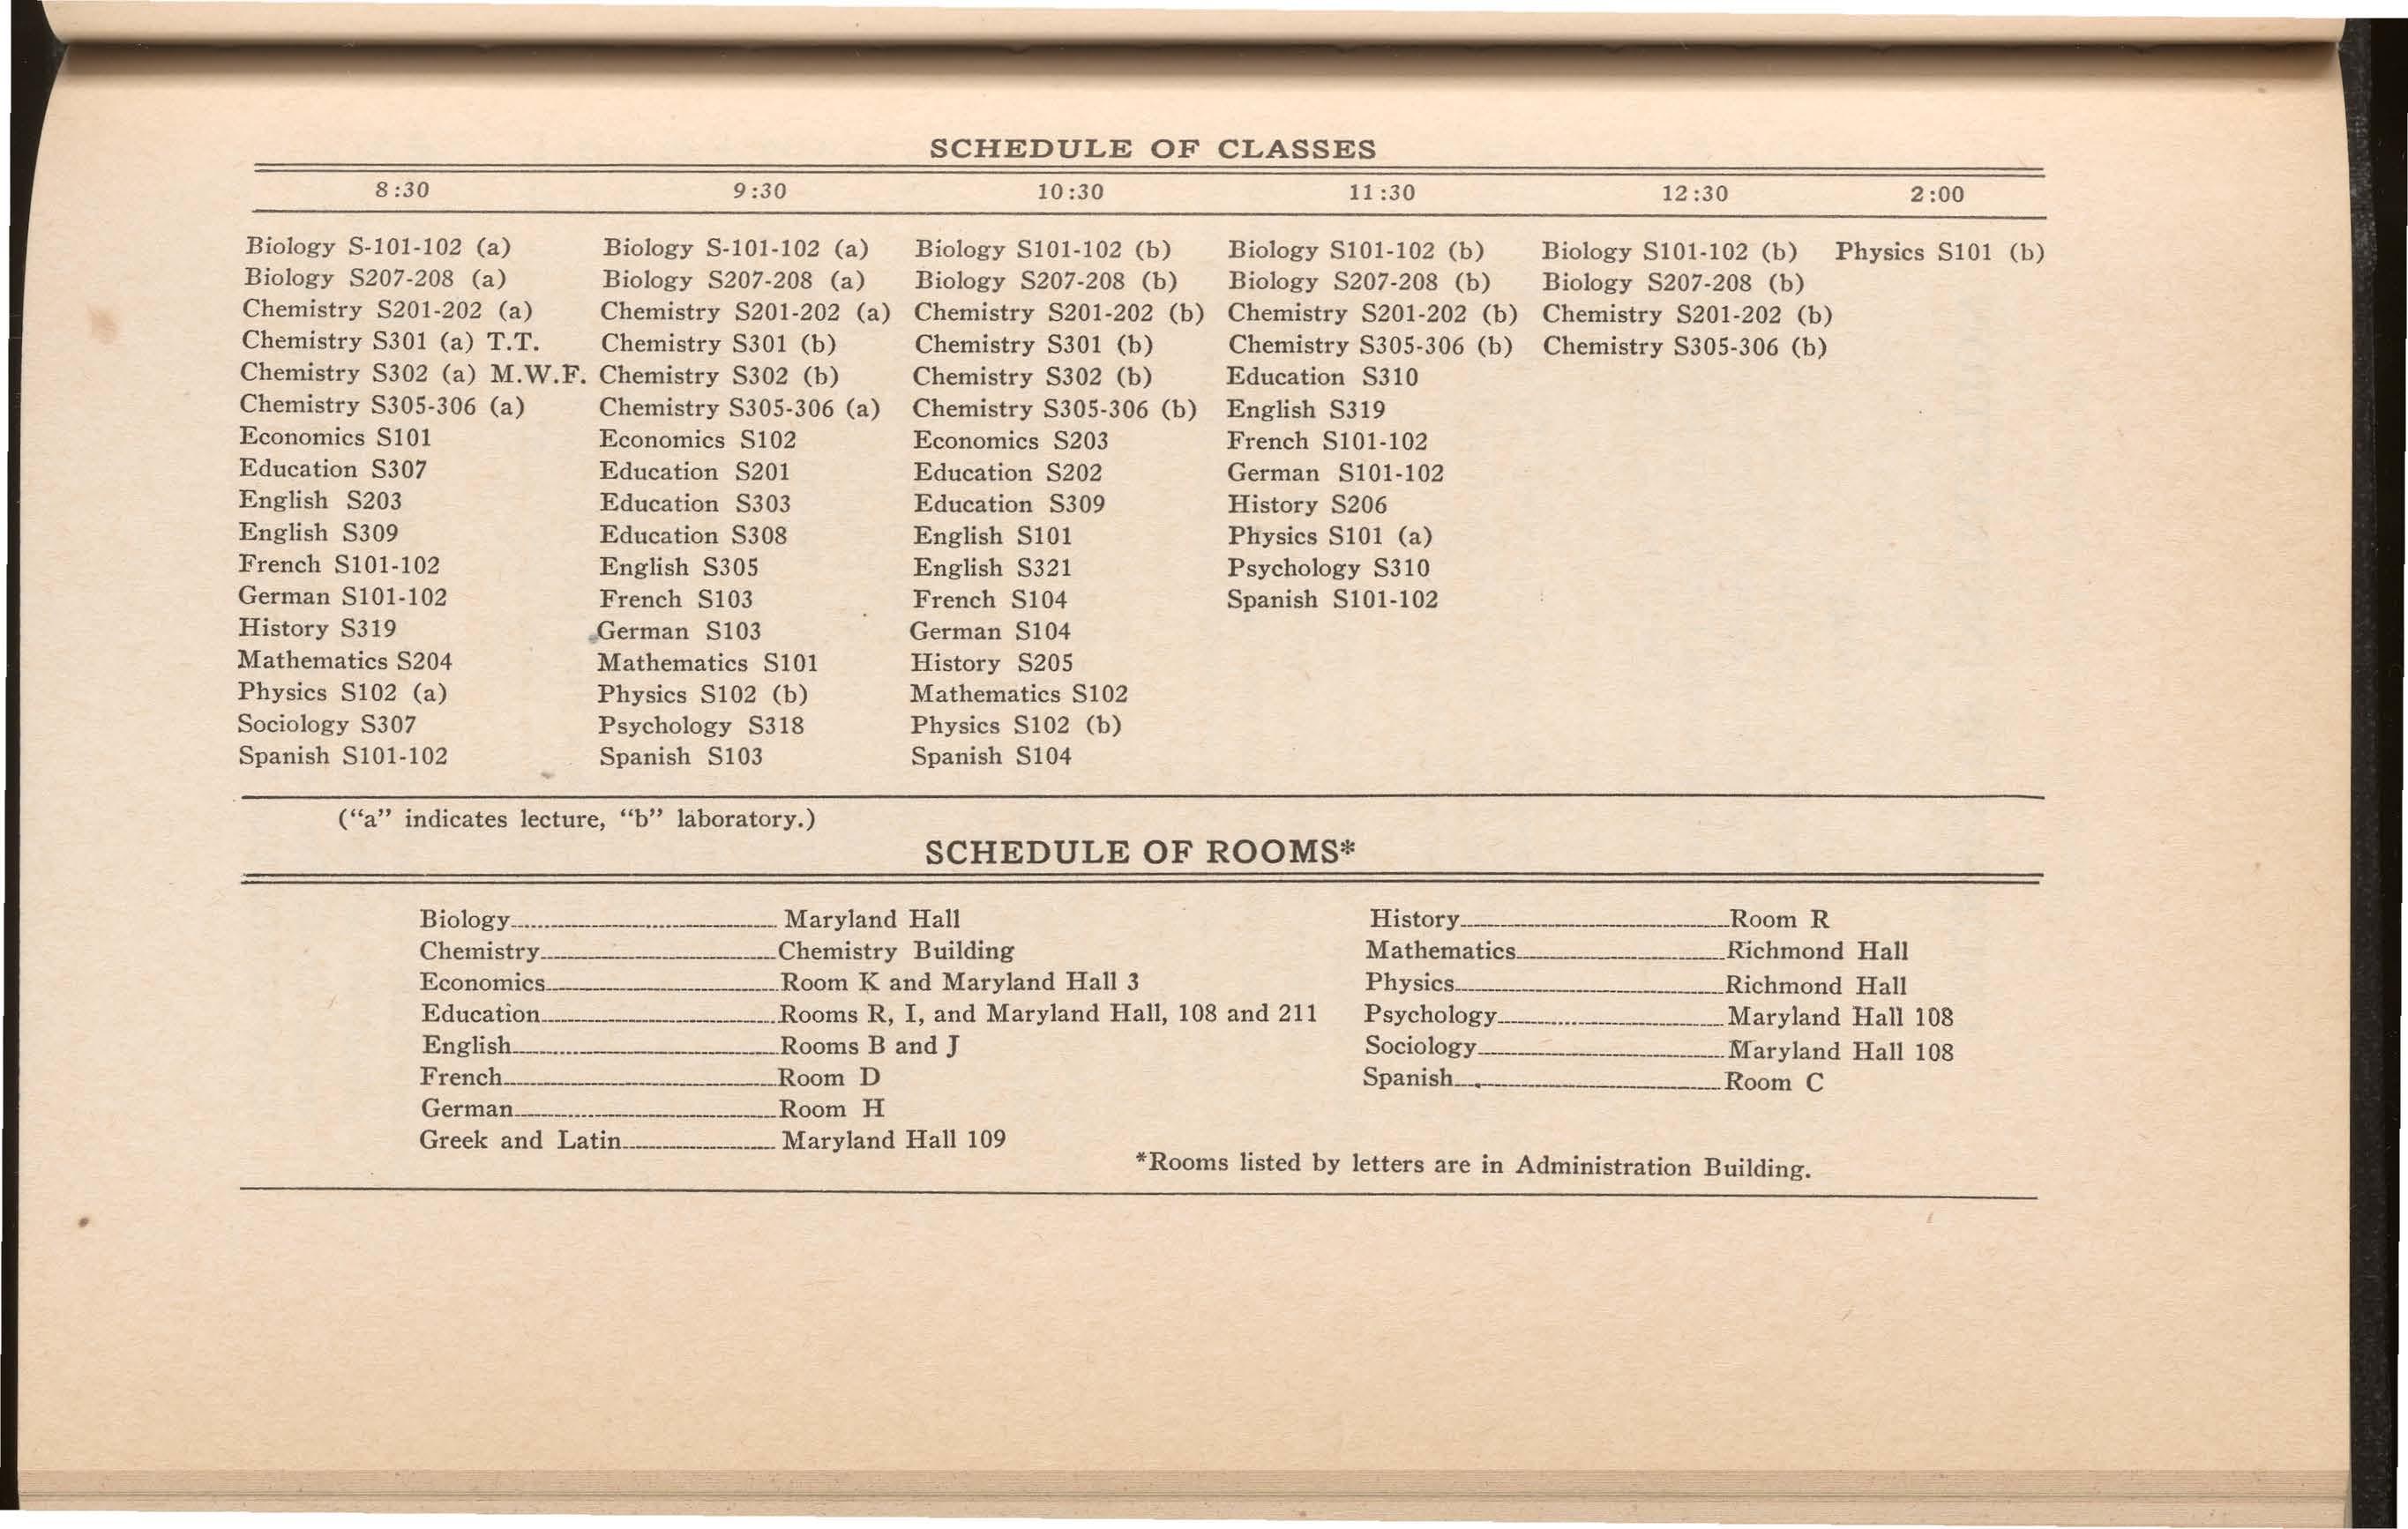 SCHEDULE OF CLASSES
8:30 9:30 10:30 11:30 12:30 2:00
Biology S-101-102 (a) Biology S-101-102 (a) Biology S101-102 (b) Biology S101-102 (b) Biology S101-102 (b) Physics S101 (b)
Biology S207-208 (a) Biology S207-208 (a) Biology S207-208 (b) Biology S207-208 (b) Biology S207-208 (b)
Chemistry S201-202 (a) Chemistry S201-202 (a) Chemistry S201-202 (b) Chemistry S201-202 (b) Chemistry S201-202 (b)
Chemistry S301 (a) T.T. Chemistry S301 (b) Chemistry S301 (b) Chemistry S305-306 (b) Chemistry S305-306 (b)
Chemistry S302 (a) M.W.F. Chemistry S302 (b) Chemistry S302 (b) Education S310
Chemistry S305-306 (a) Chemistry S305-306 (a) Chemistry S305-306 (b) English S319
Economics S101 Economics S102 Economics S203 French S101-102
Education S307 Education S201 Education S202 German S101-102
English S203 Education S303 Education S309 History S206
English S309 Education S308 English S101 Physics S101 (a)
French S101-102 English S305 English S321 Psychology S310
German S101-102 French S103 French S104 Spanish S101-102
History S319 German S103 German S104
Mathematics S204 Mathematics S101 History S205
Physics S102 (a) Physics S102 (b) Mathematics S102
Sociology S307 Psychology S318 Physics S102 (b)
Spanish S101-102 Spanish S103 Spanish S104
("a" indicates lecture, "b" laboratory.)
SCHEDULE OF ROOMS*
Biology Maryland Hall History Room R
Chemistry Chemistry Building Mathematics Richmond Hall
Economics Room K and Maryland Hall 3 Physics Richmond Hall
Education Rooms R, I, and Maryland Hall, 108 and 211 Psychology Maryland Hall 108
English Rooms B and J Sociology Maryland Hall 108
French Room D Spanish Room C
German Room H
Greek and Latin Maryland Hall 109
*Rooms listed by letters are in Administration Building.